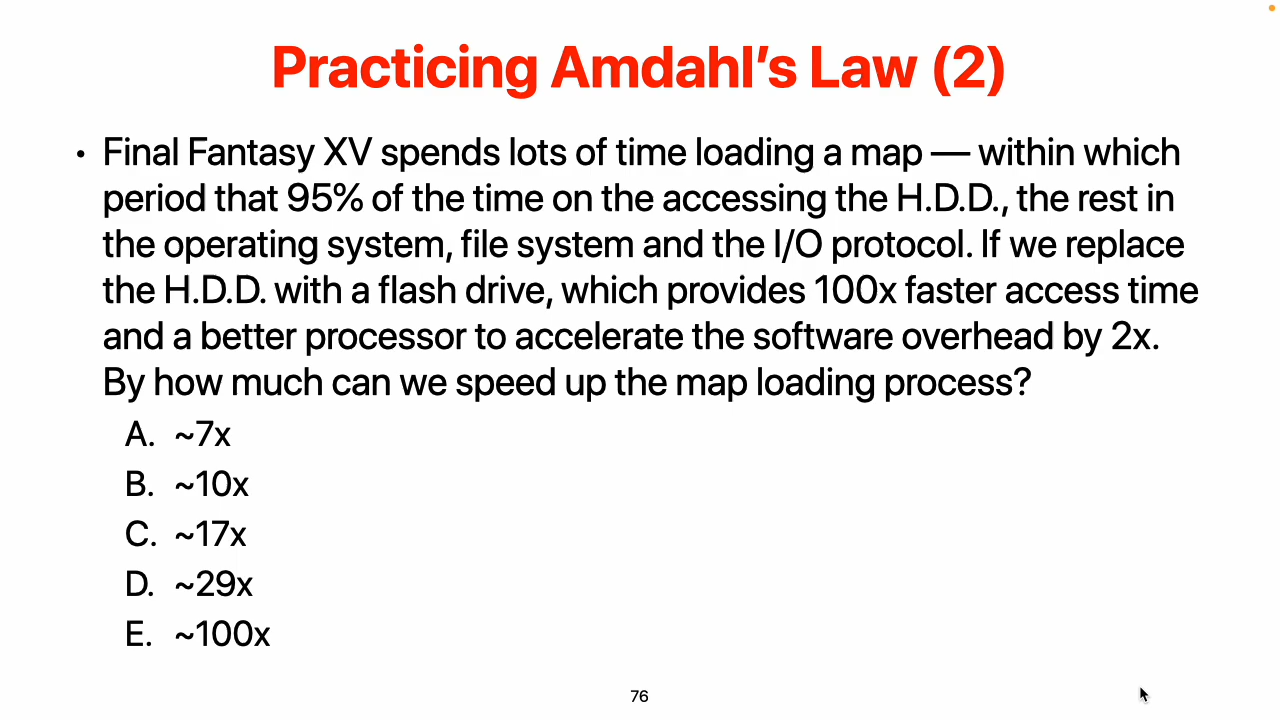 Practicing Amdahl's Law (2)
• Final Fantasy XV spends lots of time loading a map — within which
period that 95% of the time on the accessing the H.D.D., the rest in
the operating system, file system and the I/O protocol. If we replace
the H.D.D. with a flash drive, which provides 100x faster access time
and a better processor to accelerate the software overhead by 2x.
By how much can we speed up the map loading process?
A. ~7x
B. ~10x
C. ~17x
D. ~29x
E. ~100x
76